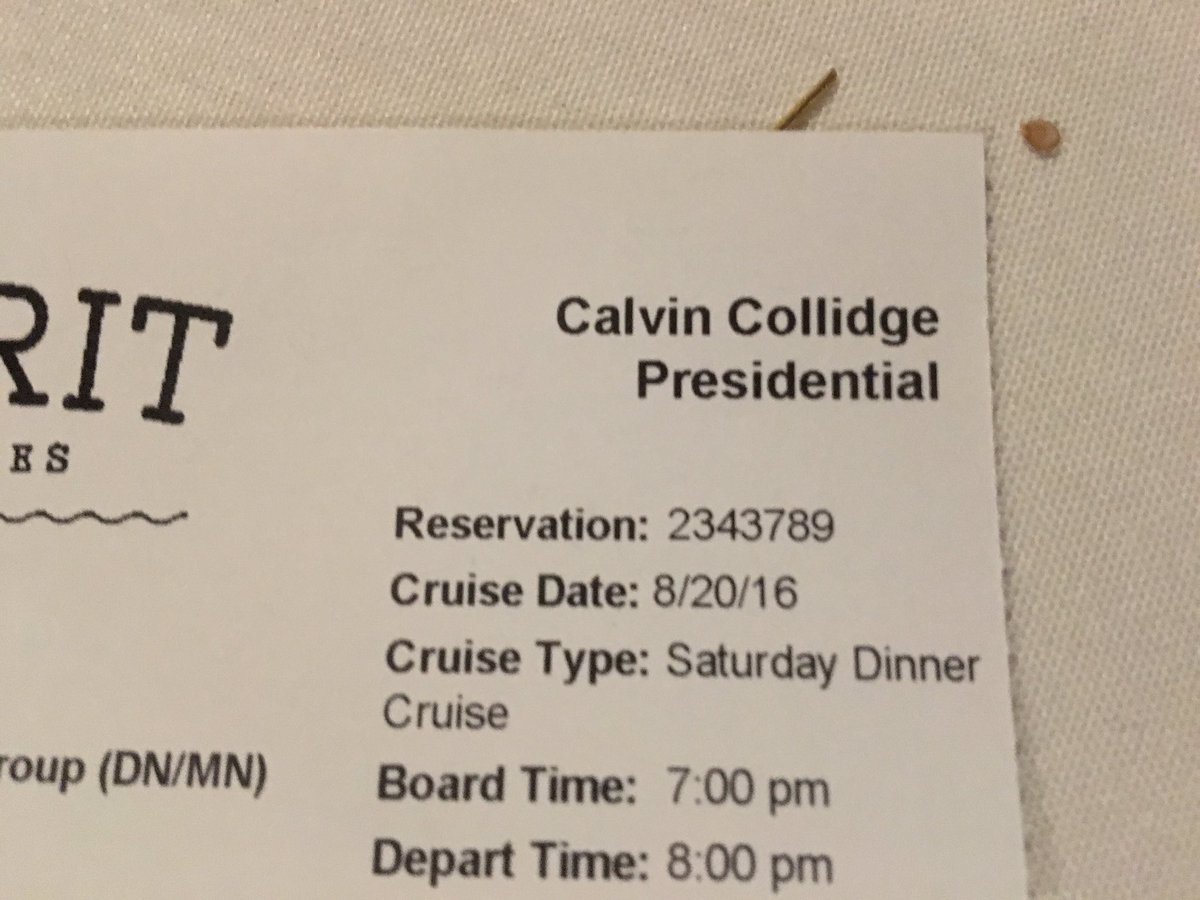 RIT
ES
Calvin Collidge
Presidential
Reservation: 2343789
Cruise Date: 8/20/16
Cruise Type: Saturday Dinner
Cruise
roup (DN/MN)
Board Time: 7:00 pm
Depart Time: 8:00 pm